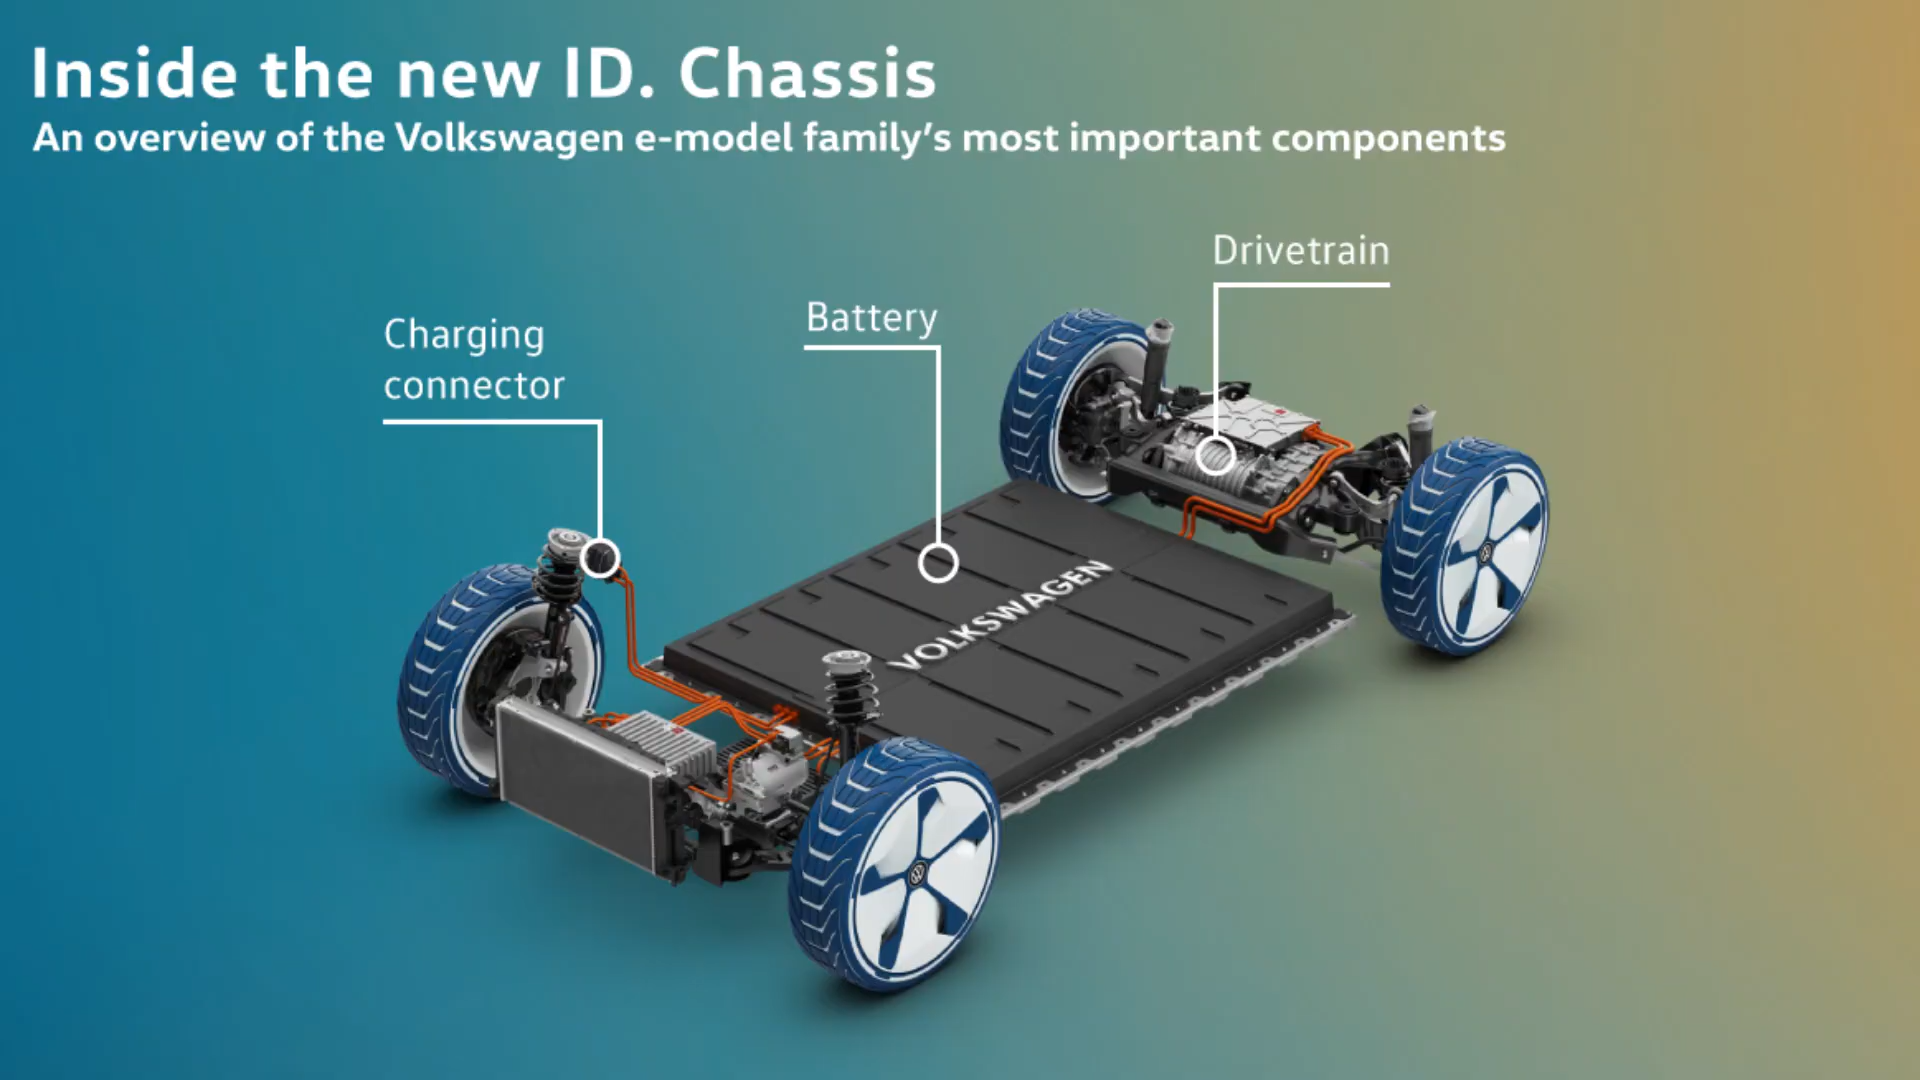 Inside the new ID. Chassis
An overview of the Volkswagen e-model family's most important components
Drivetrain
Battery
Charging
connector
VOLKSWAGEN